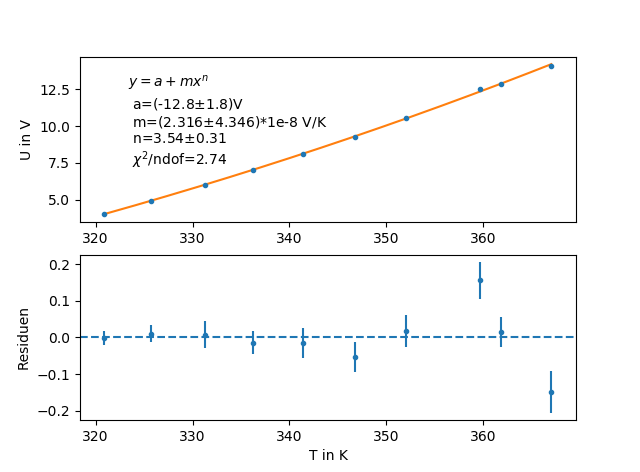 12.5
10.0
7.5
5.0
U in V
y = a + mxⁿ
a=(-12.8±1.8)V
m=(2.316±4.346)*1e-8 V/K
n=3.54±0.31
χ²/ndof=2.74
320 330 340 350 360
0.2
0.1
0.0
−0.1
−0.2
Residuen
320 330 340 350 360
T in K